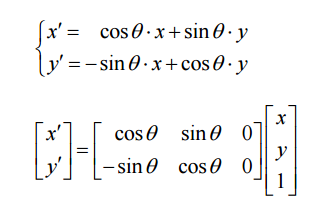 x′ = cosθ·x+sinθ·y
y′ = −sinθ·x+cosθ·y
[x′] = [cosθ sinθ 0] [x]
[y′] [−sinθ cosθ 0] [y]
[1]